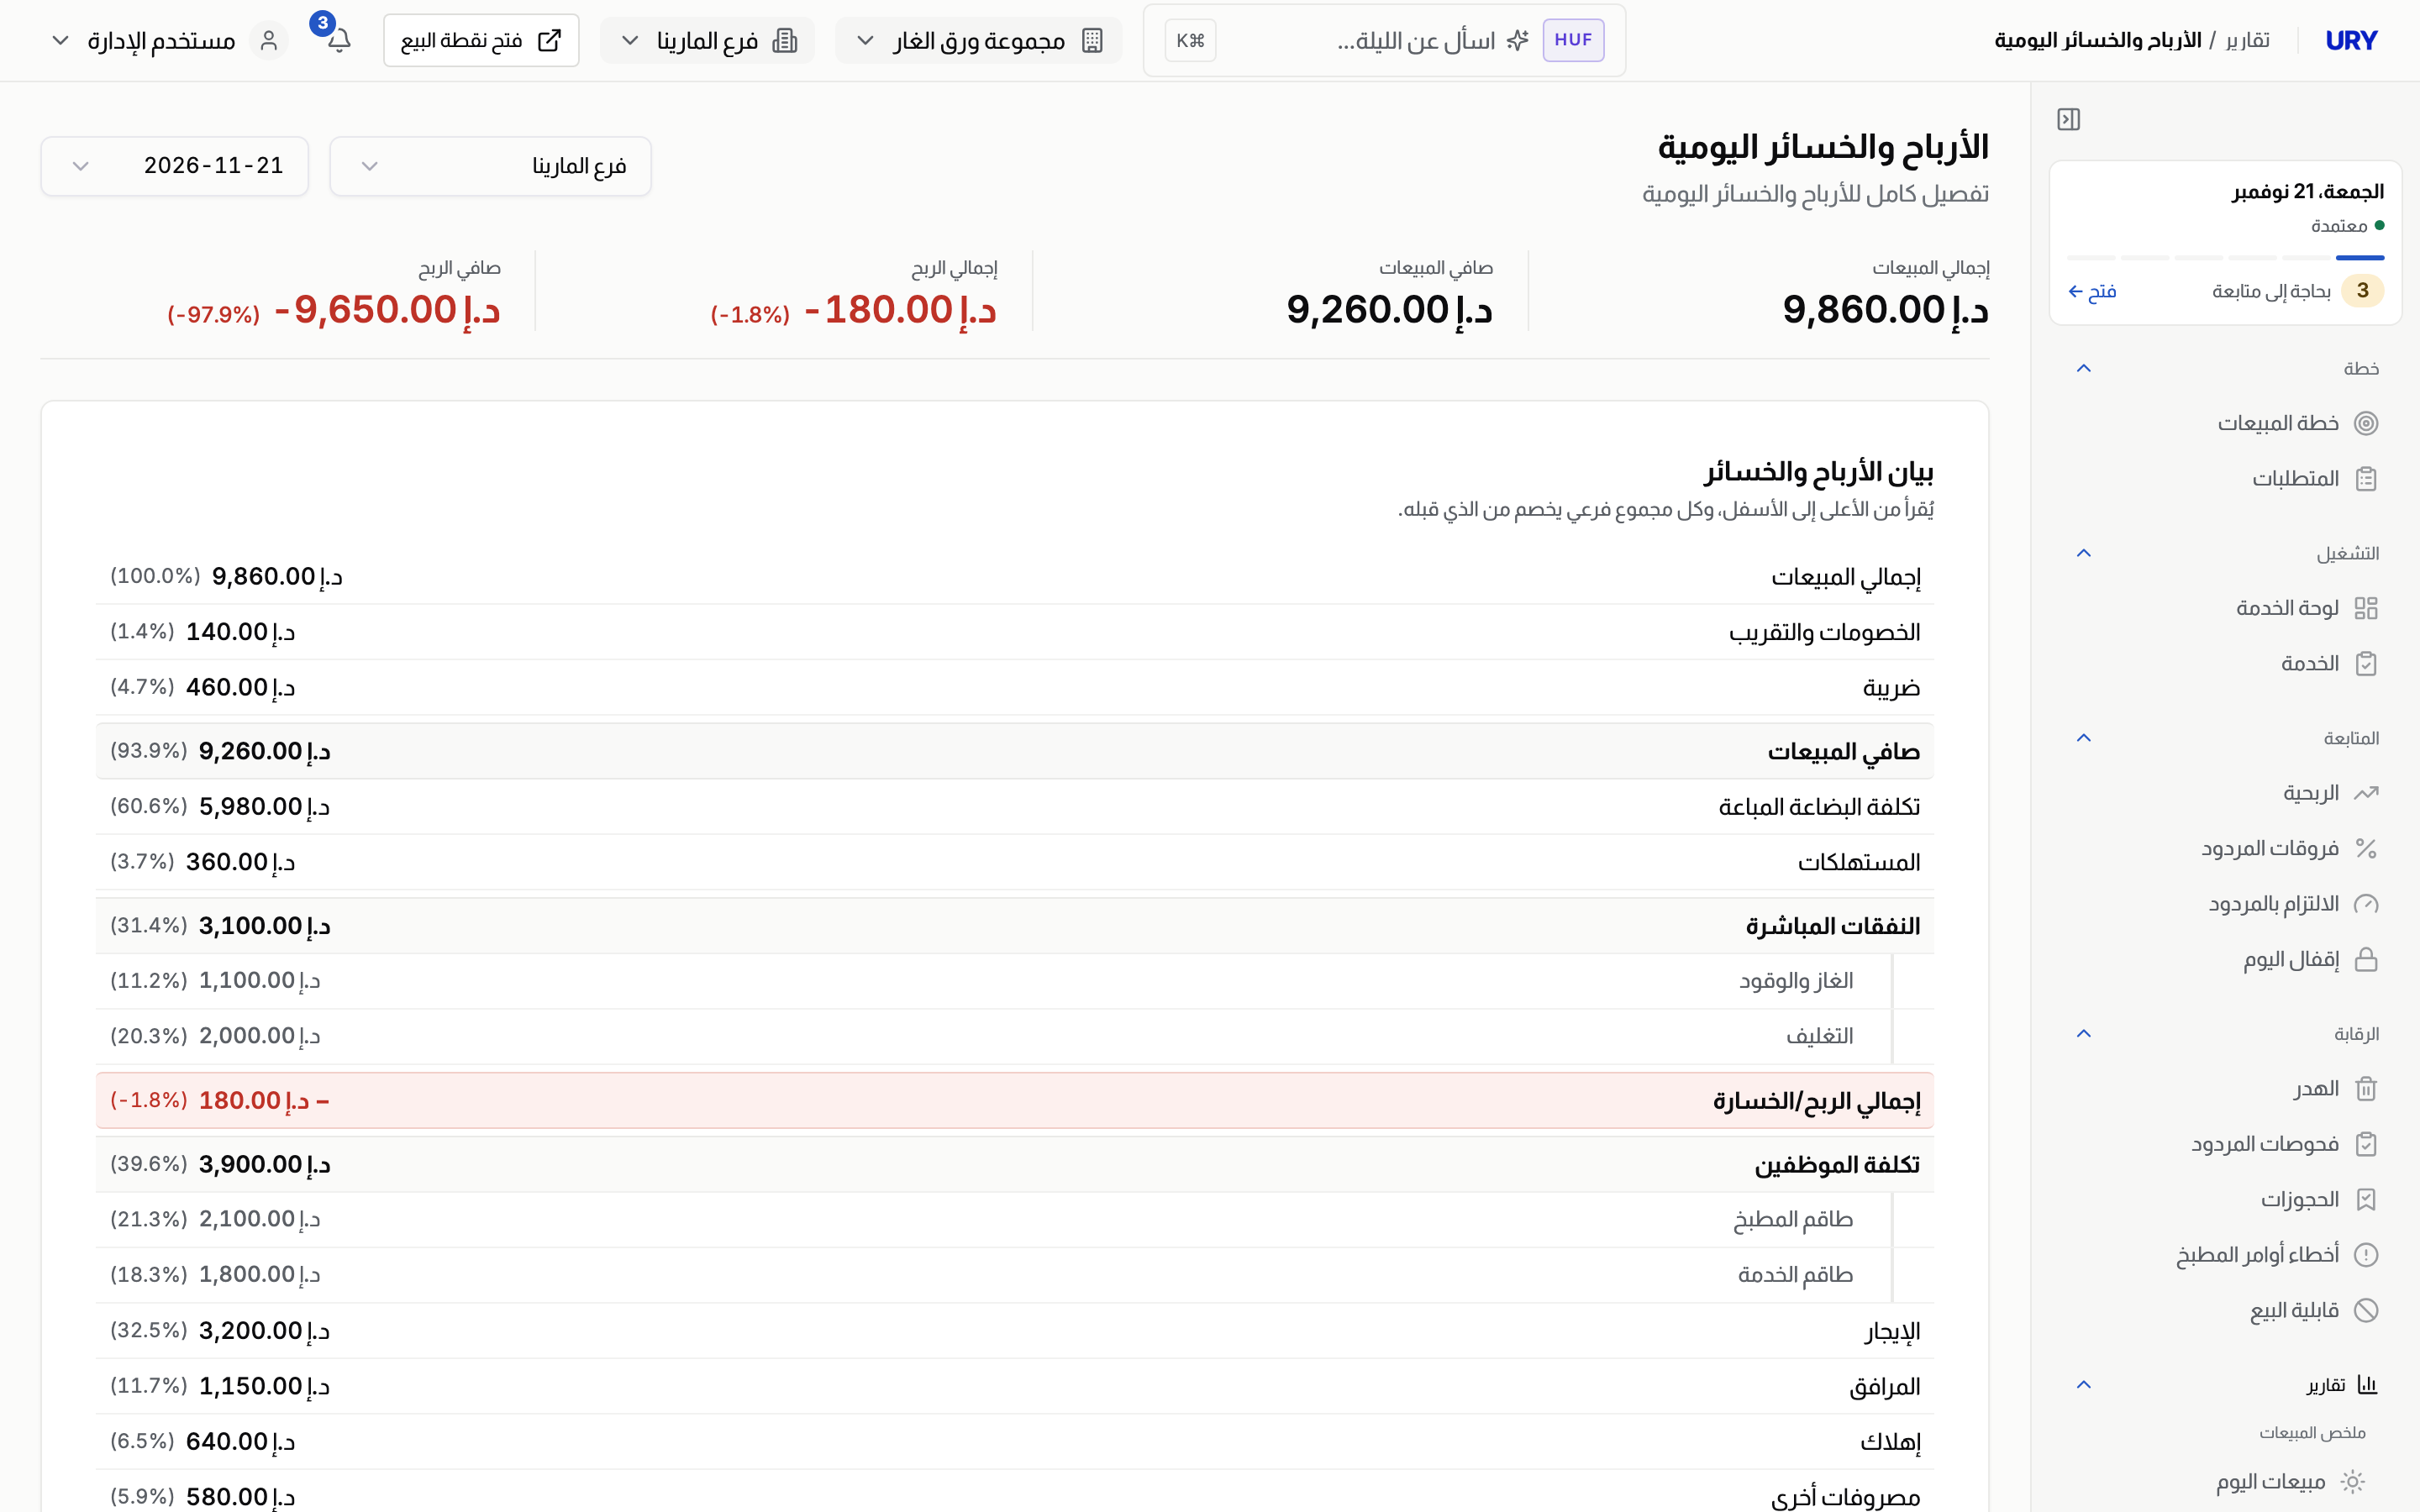 URY
تقارير / الأرباح والخسائر اليومية
HUF اسأل عن الليلة... ⌘K
مجموعة ورق الغار
فرع المارينا
فتح نقطة البيع
3
مستخدم الإدارة
الجمعة، 21 نوفمبر
معتمدة
3 بحاجة إلى متابعة فتح ←
خطة
خطة المبيعات
المتطلبات
التشغيل
لوحة الخدمة
الخدمة
المتابعة
الربحية
فروقات المردود
الالتزام بالمردود
إقفال اليوم
الرقابة
الهدر
فحوصات المردود
الحجوزات
أخطاء أوامر المطبخ
قابلية البيع
تقارير
ملخص المبيعات
مبيعات اليوم
الأرباح والخسائر اليومية
تفصيل كامل للأرباح والخسائر اليومية
فرع المارينا
2026-11-21
إجمالي المبيعات
د.إ 9,860.00
صافي المبيعات
د.إ 9,260.00
إجمالي الربح
د.إ 180.00- (-1.8%)
صافي الربح
د.إ 9,650.00- (-97.9%)
بيان الأرباح والخسائر
يُقرأ من الأعلى إلى الأسفل، وكل مجموع فرعي يخصم من الذي قبله.
إجمالي المبيعات د.إ 9,860.00 (100.0%)
الخصومات والتقريب د.إ 140.00 (1.4%)
ضريبة د.إ 460.00 (4.7%)
صافي المبيعات د.إ 9,260.00 (93.9%)
تكلفة البضاعة المباعة د.إ 5,980.00 (60.6%)
المستهلكات د.إ 360.00 (3.7%)
النفقات المباشرة د.إ 3,100.00 (31.4%)
الغاز والوقود د.إ 1,100.00 (11.2%)
التغليف د.إ 2,000.00 (20.3%)
إجمالي الربح/الخسارة – د.إ 180.00 (-1.8%)
تكلفة الموظفين د.إ 3,900.00 (39.6%)
طاقم المطبخ د.إ 2,100.00 (21.3%)
طاقم الخدمة د.إ 1,800.00 (18.3%)
الإيجار د.إ 3,200.00 (32.5%)
المرافق د.إ 1,150.00 (11.7%)
إهلاك د.إ 640.00 (6.5%)
مصروفات أخرى د.إ 580.00 (5.9%)